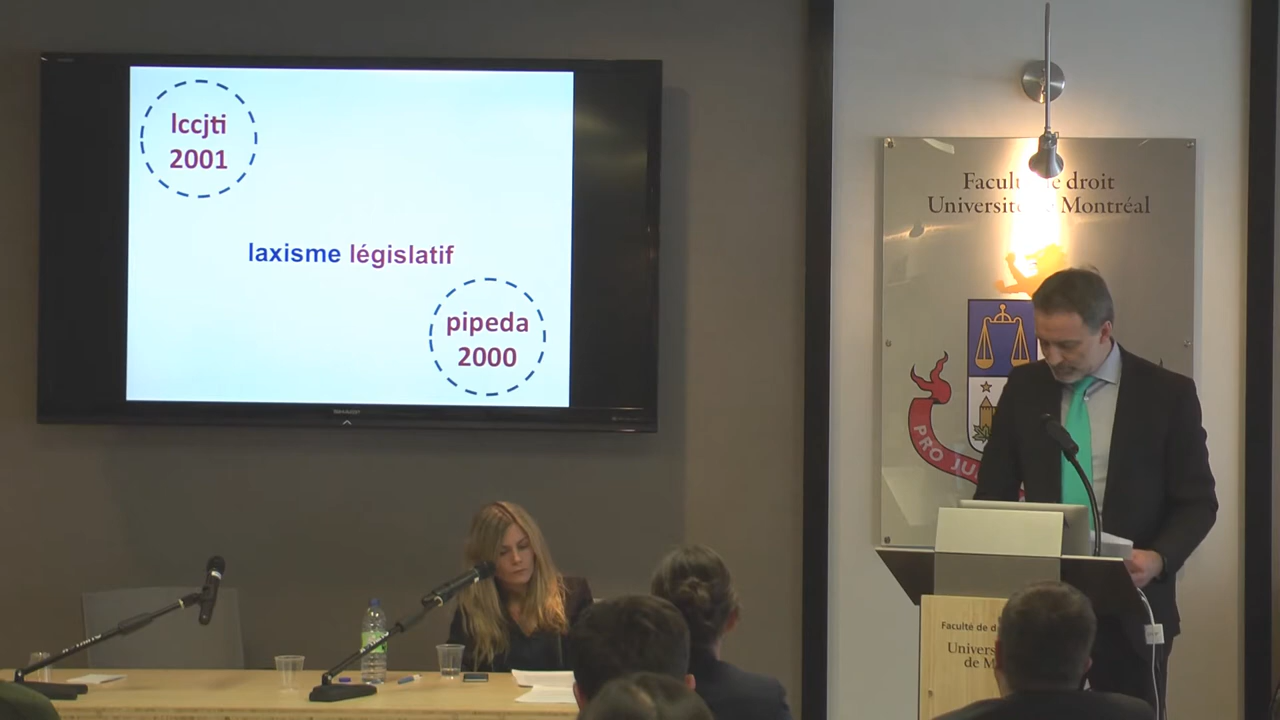 lccjti
2001
laxisme législatif
pipeda
2000
SHARP
Faculté de droit
Université de Montréal
PRO JU
Faculté de d
Univers
de M